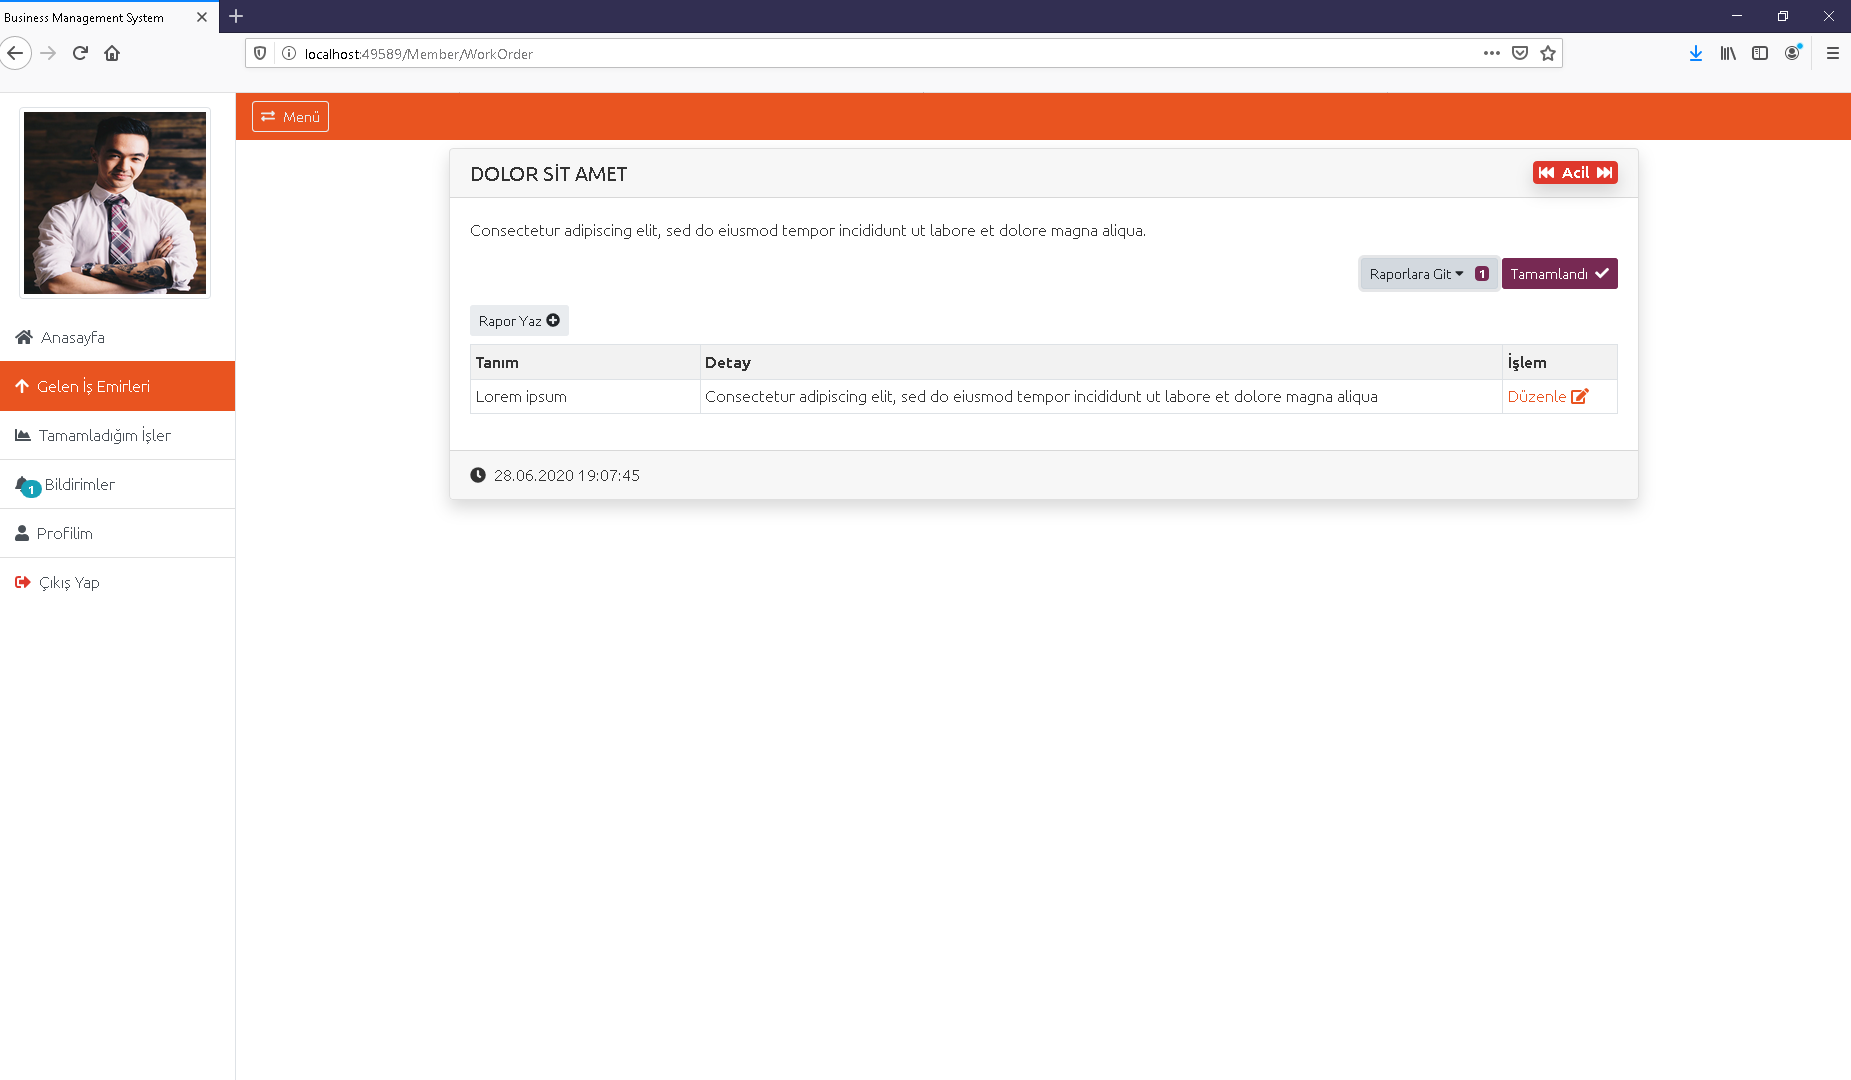 Business Management System
localhost:49589/Member/WorkOrder
Menü
DOLOR SİT AMET
Acil
Consectetur adipiscing elit, sed do eiusmod tempor incididunt ut labore et dolore magna aliqua.
Raporlara Git 1 Tamamlandı
Rapor Yaz
Tanım Detay İşlem
Lorem ipsum Consectetur adipiscing elit, sed do eiusmod tempor incididunt ut labore et dolore magna aliqua Düzenle
28.06.2020 19:07:45
Anasayfa
Gelen İş Emirleri
Tamamladığım İşler
1 Bildirimler
Profilim
Çıkış Yap